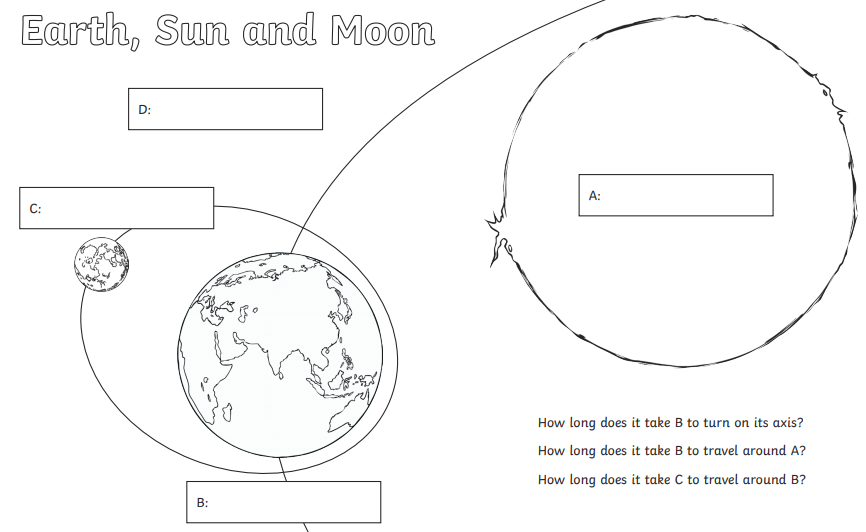 Earth, Sun and Moon
D:
C:
A:
B:
How long does it take B to turn on its axis?
How long does it take B to travel around A?
How long does it take C to travel around B?